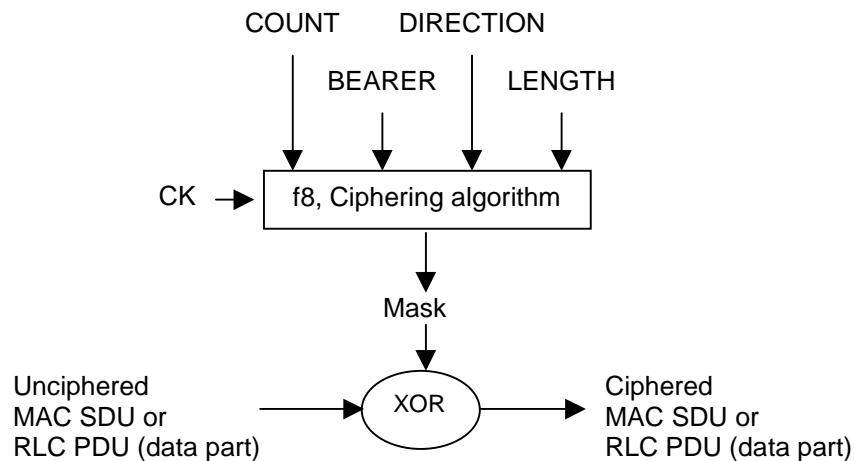 COUNT DIRECTION
BEARER LENGTH
CK
f8, Ciphering algorithm
Mask
Unciphered
MAC SDU or
RLC PDU (data part)
XOR
Ciphered
MAC SDU or
RLC PDU (data part)